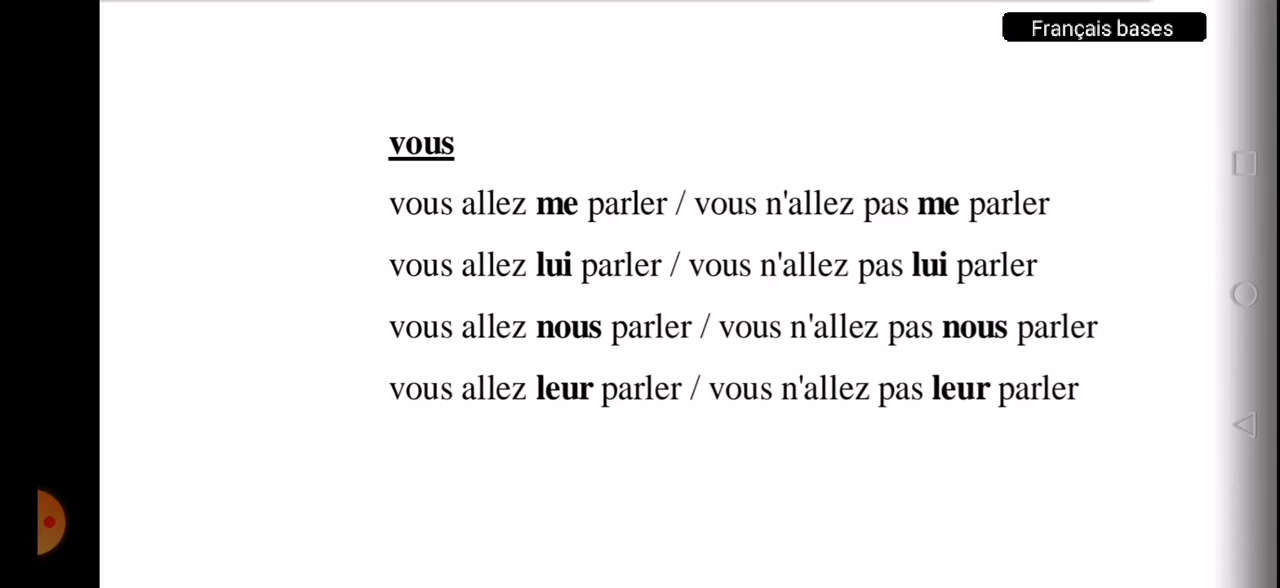 Français bases
vous
vous allez me parler / vous n'allez pas me parler
vous allez lui parler / vous n'allez pas lui parler
vous allez nous parler / vous n'allez pas nous parler
vous allez leur parler / vous n'allez pas leur parler